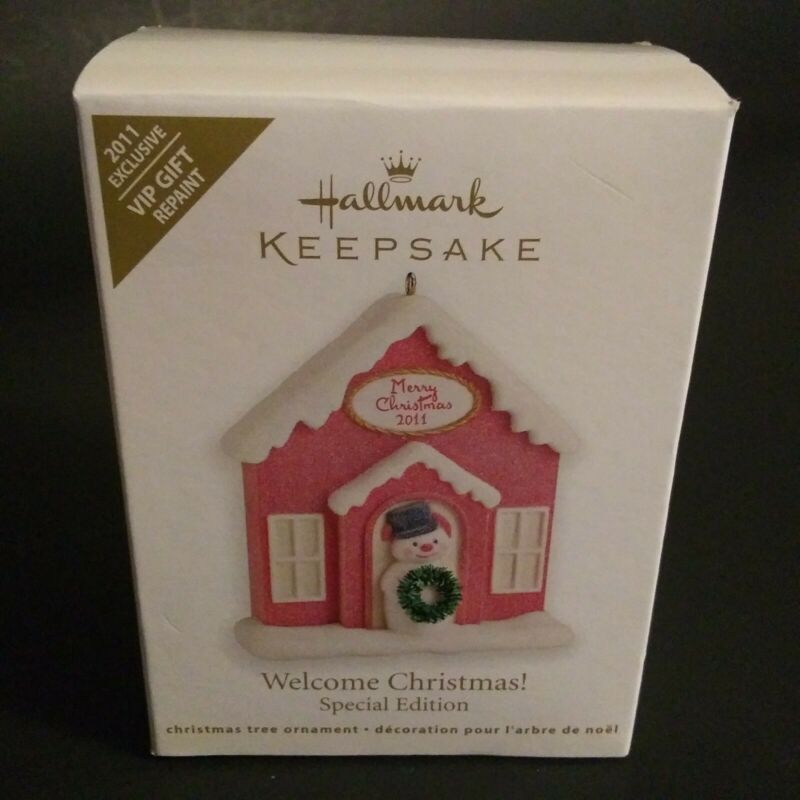 2011
EXCLUSIVE
VIP GIFT
REPAINT
Hallmark
KEEPSAKE
Merry
Christmas
2011
Welcome Christmas!
Special Edition
christmas tree ornament • décoration pour l'arbre de noël